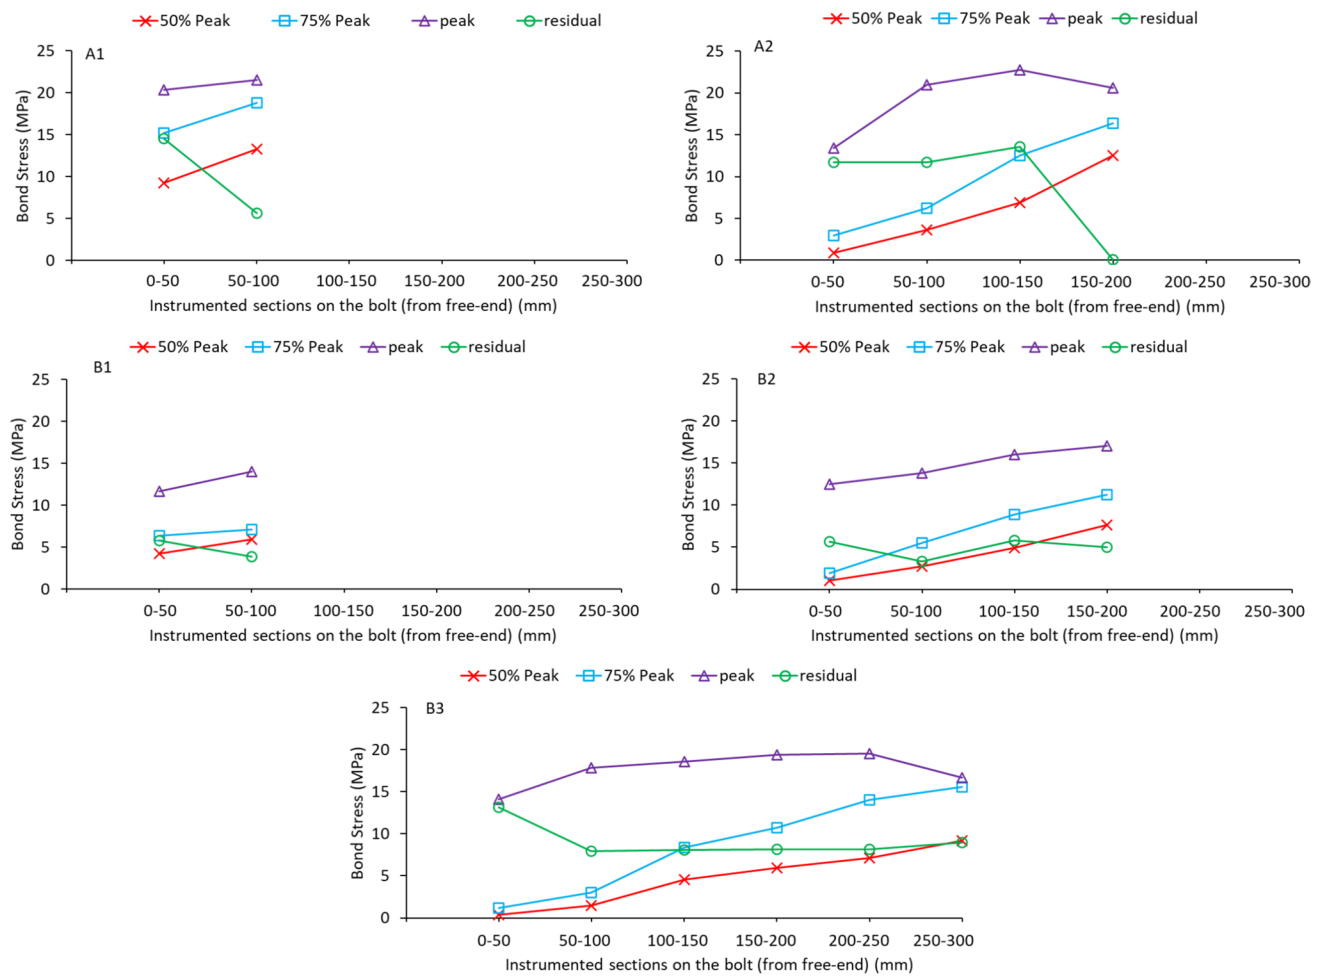 50% Peak 75% Peak peak residual
A1
25
20
15
10
5
0
Bond Stress (MPa)
0-50 50-100 100-150 150-200 200-250 250-300
Instrumented sections on the bolt (from free-end) (mm)
50% Peak 75% Peak peak residual
A2
25
20
15
10
5
0
Bond Stress (MPa)
0-50 50-100 100-150 150-200 200-250 250-300
Instrumented sections on the bolt (from free-end) (mm)
50% Peak 75% Peak peak residual
B1
25
20
15
10
5
0
Bond Stress (MPa)
0-50 50-100 100-150 150-200 200-250 250-300
Instrumented sections on the bolt (from free-end) (mm)
50% Peak 75% Peak peak residual
B2
25
20
15
10
5
0
Bond Stress (MPa)
0-50 50-100 100-150 150-200 200-250 250-300
Instrumented sections on the bolt (from free-end) (mm)
50% Peak 75% Peak peak residual
B3
25
20
15
10
5
0
Bond Stress (MPa)
0-50 50-100 100-150 150-200 200-250 250-300
Instrumented sections on the bolt (from free-end) (mm)